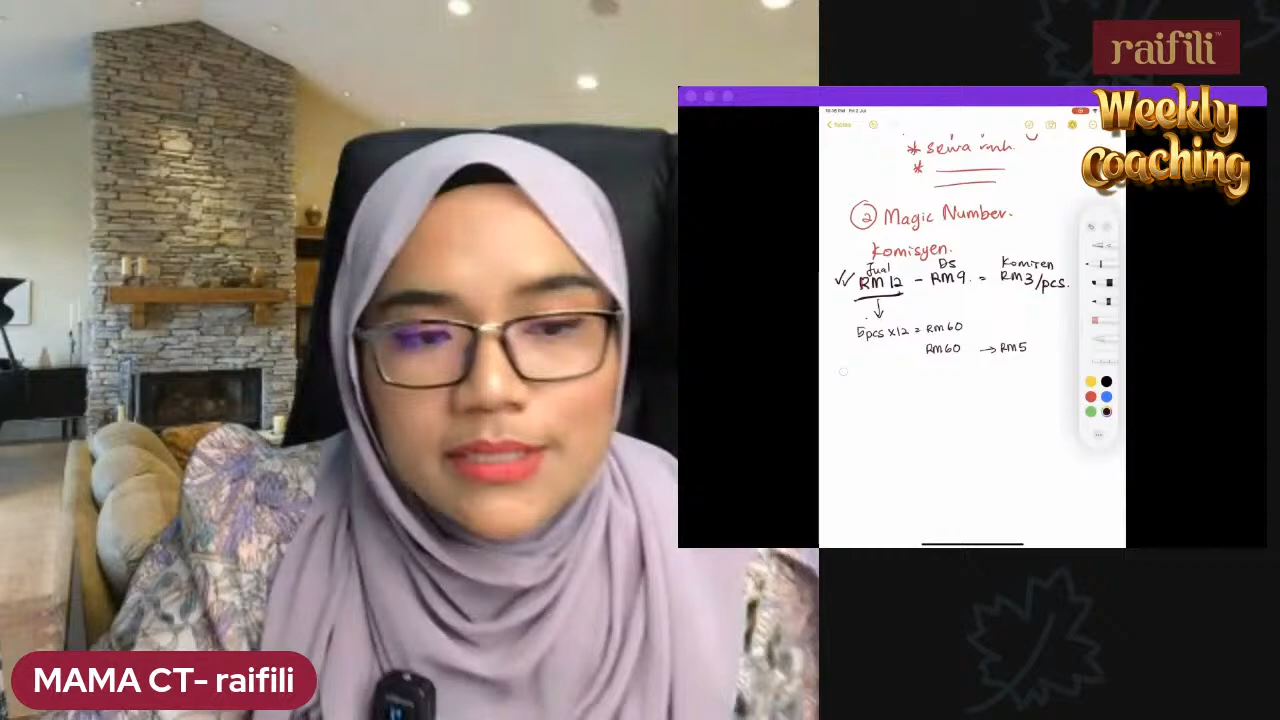 raifili™
Weekly
Coaching
* sewa rmh.
*
② Magic Number.
Komisyen.
Jual DS Komisen
RM12 - RM9. = RM3/pcs.
5pcs x12 = RM60
RM60 → RM5
MAMA CT- raifili